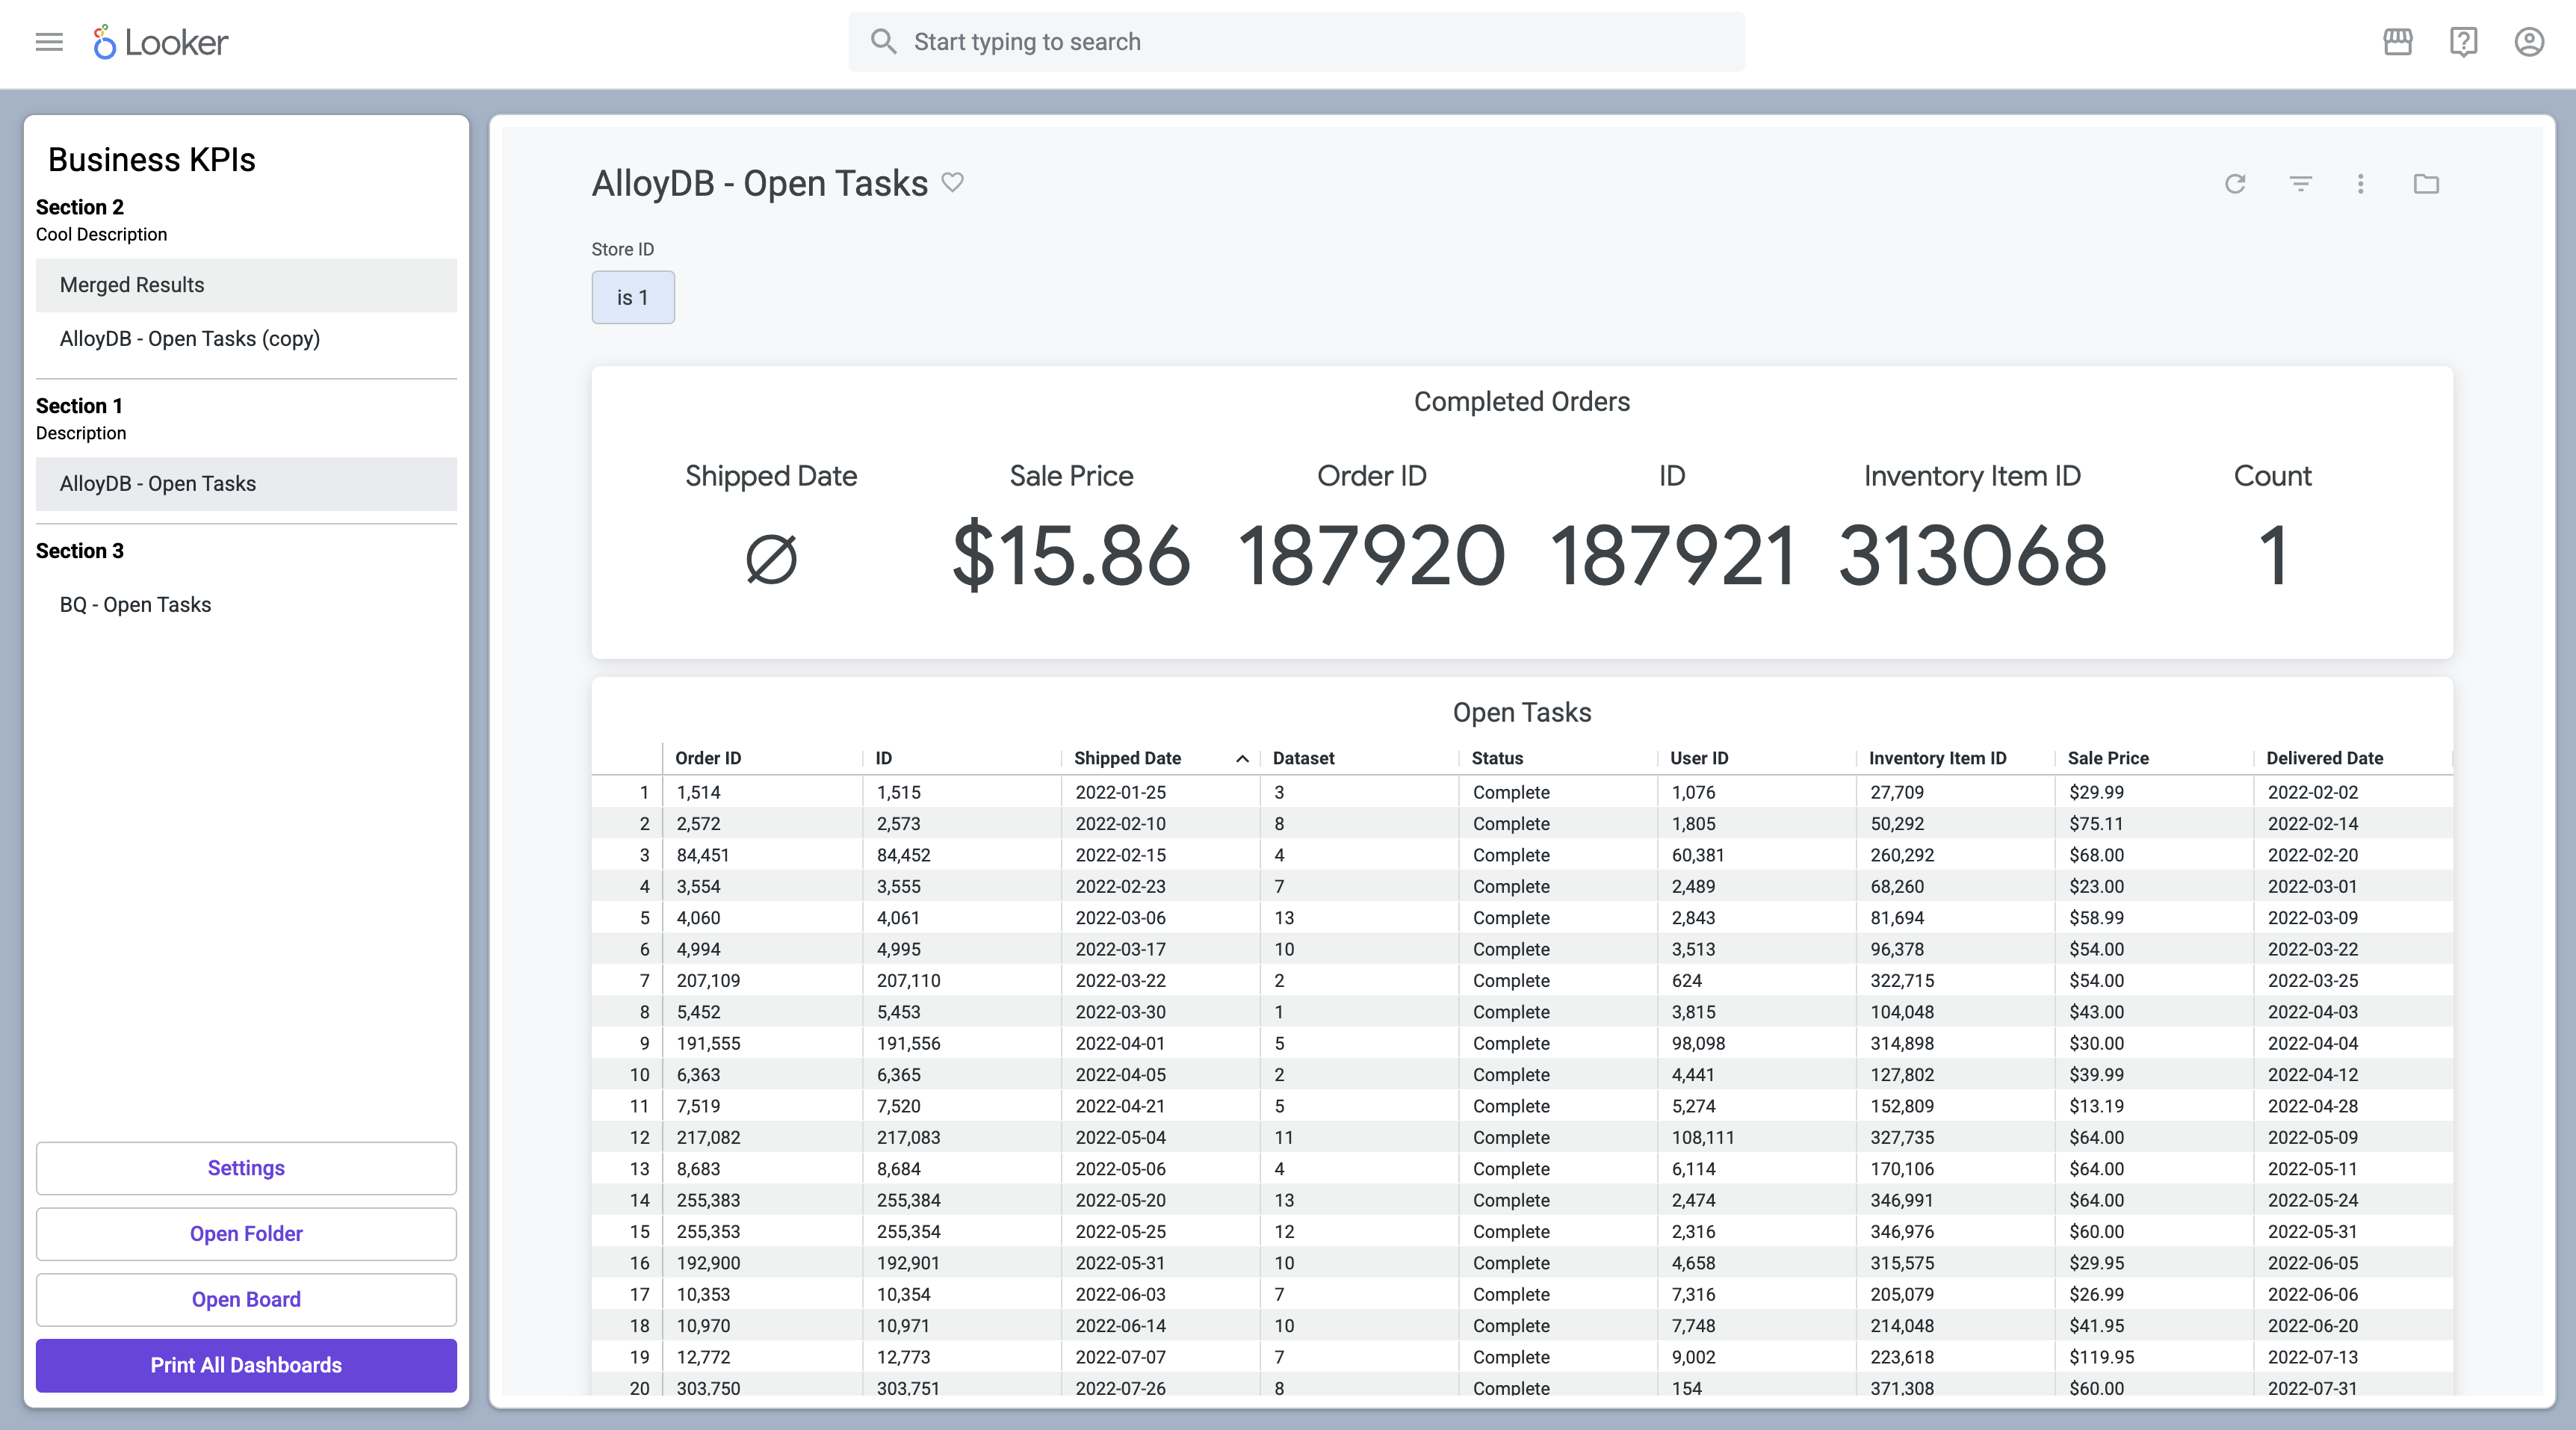 Looker
Start typing to search
Business KPIs
Section 2
Cool Description
Merged Results
AlloyDB - Open Tasks (copy)
Section 1
Description
AlloyDB - Open Tasks
Section 3
BQ - Open Tasks
Settings
Open Folder
Open Board
Print All Dashboards
AlloyDB - Open Tasks
Store ID
is 1
Completed Orders
Shipped Date Sale Price Order ID ID Inventory Item ID Count
∅ $15.86 187920 187921 313068 1
Open Tasks
Order ID ID Shipped Date Dataset Status User ID Inventory Item ID Sale Price Delivered Date
1 1,514 1,515 2022-01-25 3 Complete 1,076 27,709 $29.99 2022-02-02
2 2,572 2,573 2022-02-10 8 Complete 1,805 50,292 $75.11 2022-02-14
3 84,451 84,452 2022-02-15 4 Complete 60,381 260,292 $68.00 2022-02-20
4 3,554 3,555 2022-02-23 7 Complete 2,489 68,260 $23.00 2022-03-01
5 4,060 4,061 2022-03-06 13 Complete 2,843 81,694 $58.99 2022-03-09
6 4,994 4,995 2022-03-17 10 Complete 3,513 96,378 $54.00 2022-03-22
7 207,109 207,110 2022-03-22 2 Complete 624 322,715 $54.00 2022-03-25
8 5,452 5,453 2022-03-30 1 Complete 3,815 104,048 $43.00 2022-04-03
9 191,555 191,556 2022-04-01 5 Complete 98,098 314,898 $30.00 2022-04-04
10 6,363 6,365 2022-04-05 2 Complete 4,441 127,802 $39.99 2022-04-12
11 7,519 7,520 2022-04-21 5 Complete 5,274 152,809 $13.19 2022-04-28
12 217,082 217,083 2022-05-04 11 Complete 108,111 327,735 $64.00 2022-05-09
13 8,683 8,684 2022-05-06 4 Complete 6,114 170,106 $64.00 2022-05-11
14 255,383 255,384 2022-05-20 13 Complete 2,474 346,991 $64.00 2022-05-24
15 255,353 255,354 2022-05-25 12 Complete 2,316 346,976 $60.00 2022-05-31
16 192,900 192,901 2022-05-31 10 Complete 4,658 315,575 $29.95 2022-06-05
17 10,353 10,354 2022-06-03 7 Complete 7,316 205,079 $26.99 2022-06-06
18 10,970 10,971 2022-06-14 10 Complete 7,748 214,048 $41.95 2022-06-20
19 12,772 12,773 2022-07-07 7 Complete 9,002 223,618 $119.95 2022-07-13
20 303,750 303,751 2022-07-26 8 Complete 154 371,308 $60.00 2022-07-31